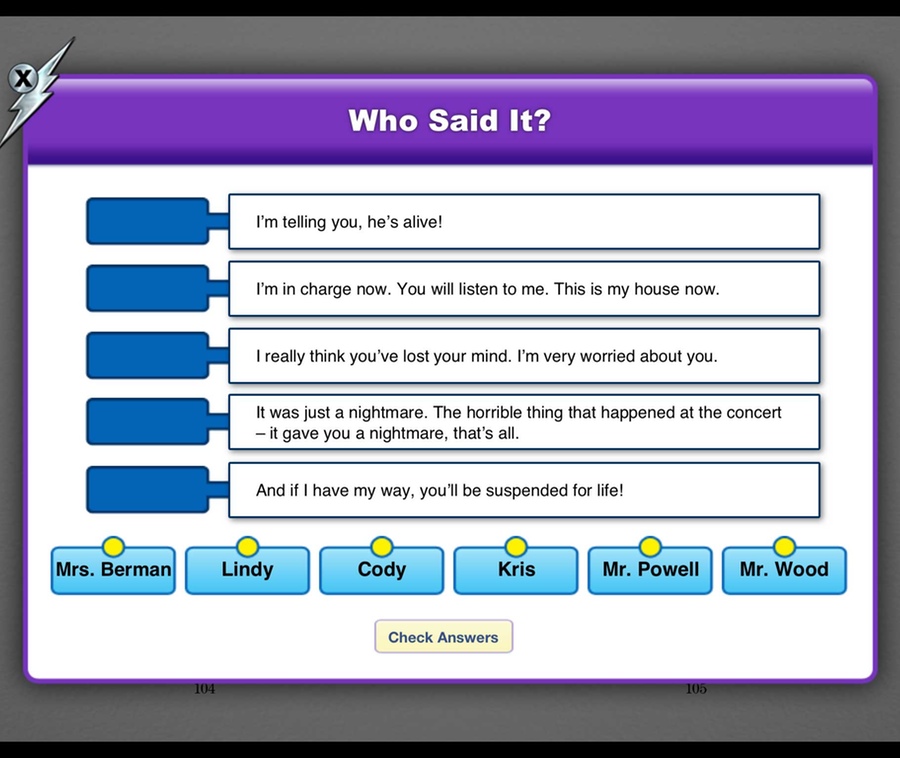 X
Who Said It?
I'm telling you, he's alive!
I'm in charge now. You will listen to me. This is my house now.
I really think you've lost your mind. I'm very worried about you.
It was just a nightmare. The horrible thing that happened at the concert
– it gave you a nightmare, that's all.
And if I have my way, you'll be suspended for life!
Mrs. Berman
Lindy
Cody
Kris
Mr. Powell
Mr. Wood
Check Answers
104
105